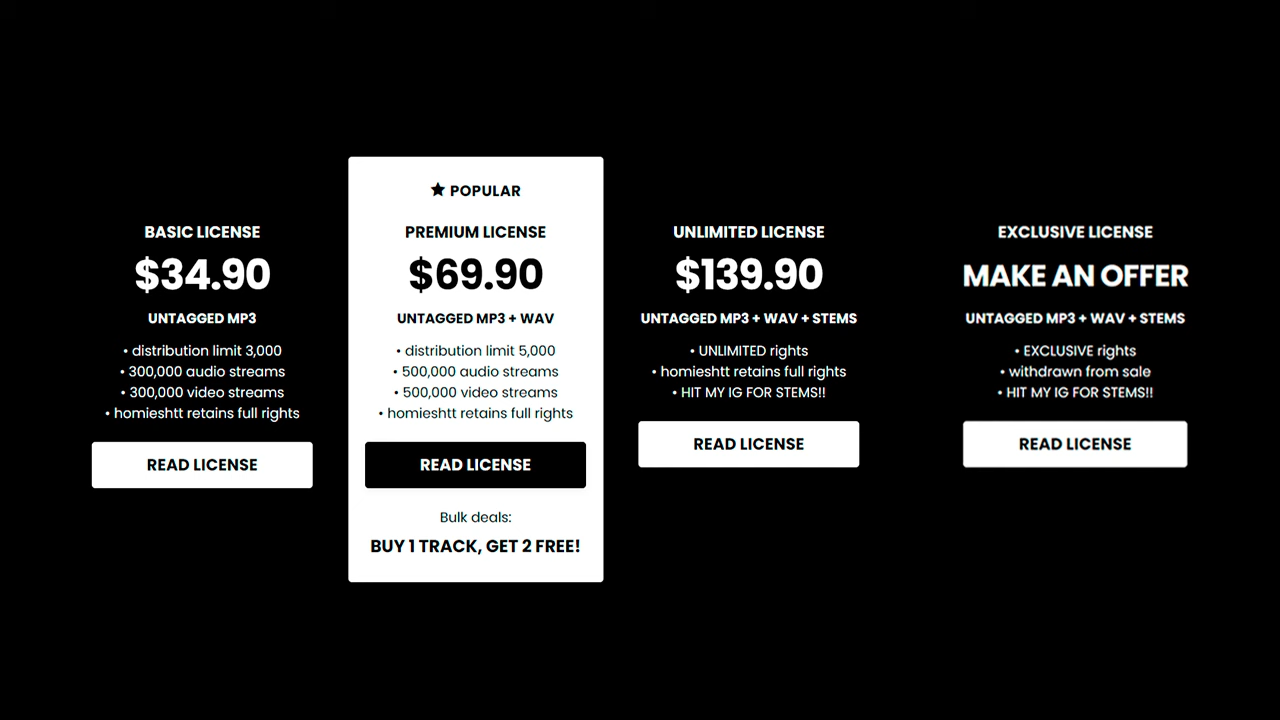 BASIC LICENSE
$34.90
UNTAGGED MP3
• distribution limit 3,000
• 300,000 audio streams
• 300,000 video streams
• homieshtt retains full rights
READ LICENSE
★ POPULAR
PREMIUM LICENSE
$69.90
UNTAGGED MP3 + WAV
• distribution limit 5,000
• 500,000 audio streams
• 500,000 video streams
• homieshtt retains full rights
READ LICENSE
Bulk deals:
BUY 1 TRACK, GET 2 FREE!
UNLIMITED LICENSE
$139.90
UNTAGGED MP3 + WAV + STEMS
• UNLIMITED rights
• homieshtt retains full rights
• HIT MY IG FOR STEMS!!
READ LICENSE
EXCLUSIVE LICENSE
MAKE AN OFFER
UNTAGGED MP3 + WAV + STEMS
• EXCLUSIVE rights
• withdrawn from sale
• HIT MY IG FOR STEMS!!
READ LICENSE